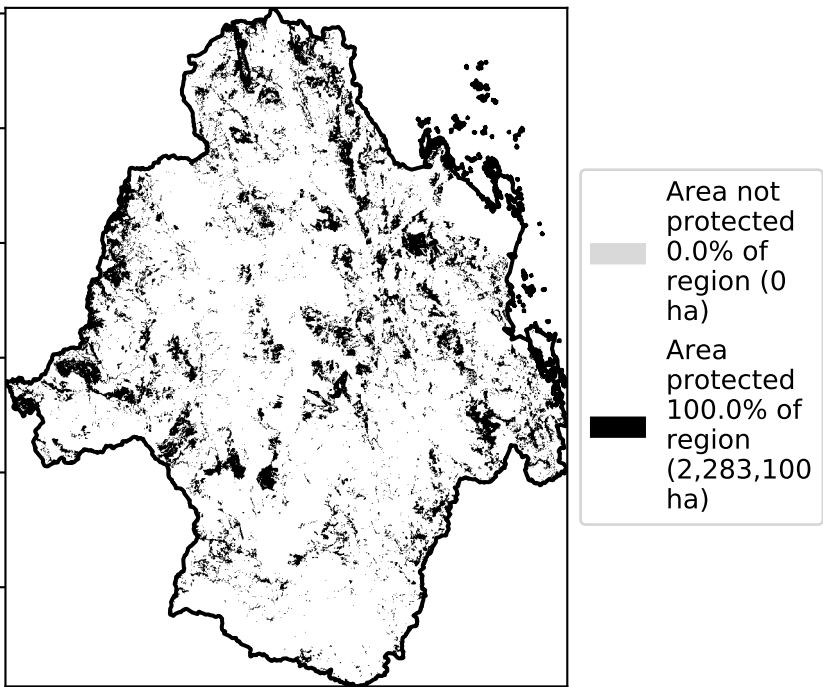 Area not
protected
0.0% of
region (0
ha)
Area
protected
100.0% of
region
(2,283,100
ha)